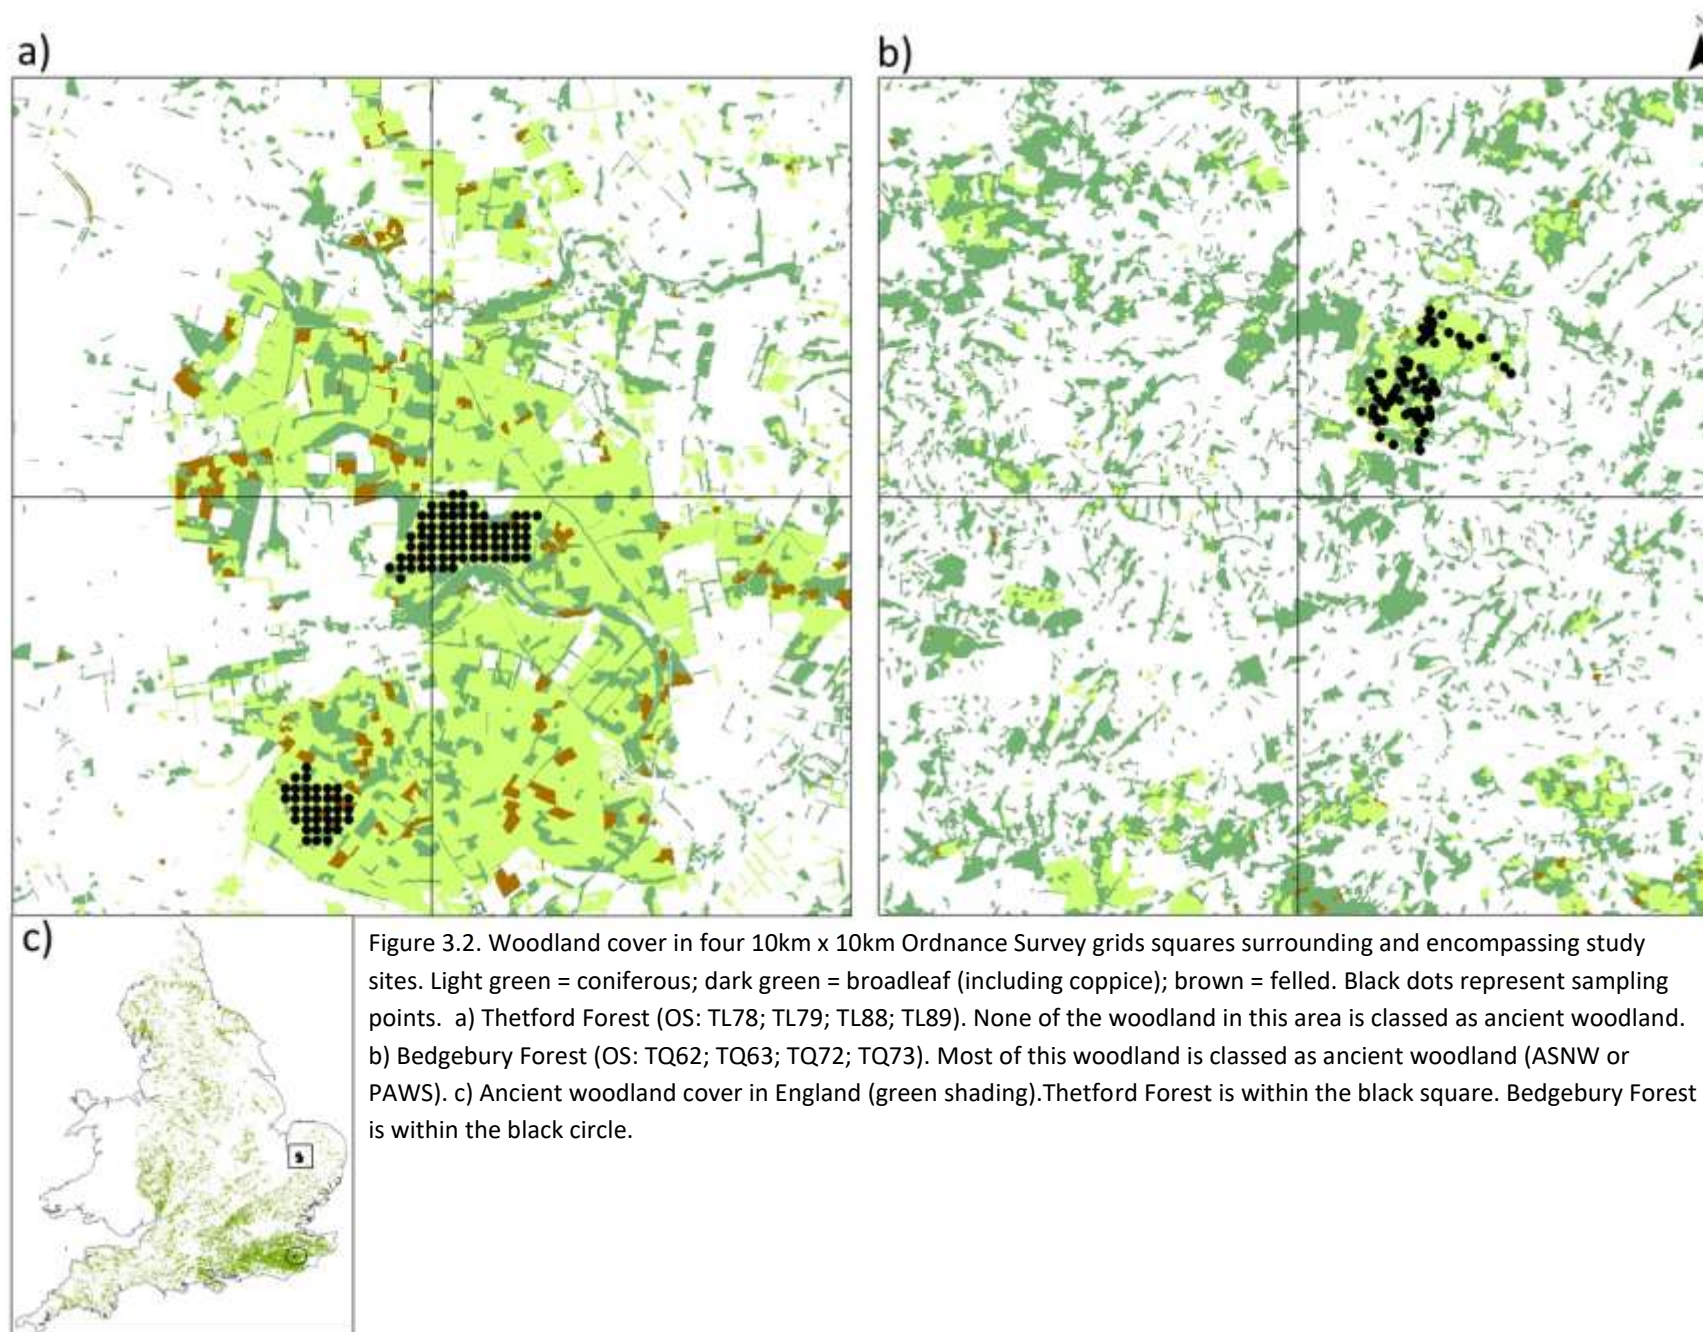 a)
b)
c)
Figure 3.2. Woodland cover in four 10km x 10km Ordnance Survey grids squares surrounding and encompassing study
sites. Light green = coniferous; dark green = broadleaf (including coppice); brown = felled. Black dots represent sampling
points.  a) Thetford Forest (OS: TL78; TL79; TL88; TL89). None of the woodland in this area is classed as ancient woodland.
b) Bedgebury Forest (OS: TQ62; TQ63; TQ72; TQ73). Most of this woodland is classed as ancient woodland (ASNW or
PAWS). c) Ancient woodland cover in England (green shading).Thetford Forest is within the black square. Bedgebury Forest
is within the black circle.